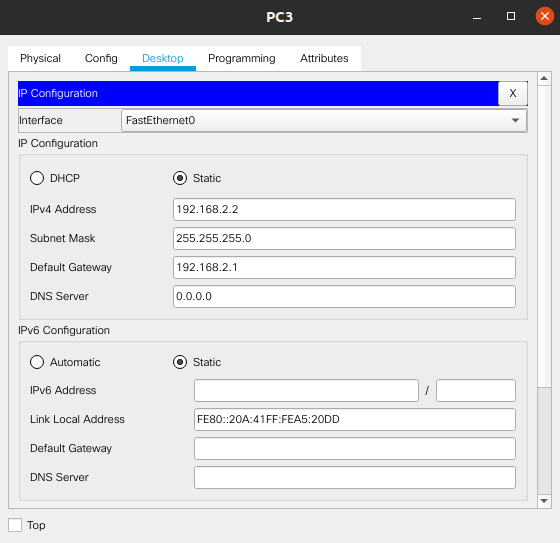 PC3
Physical Config Desktop Programming Attributes
IP Configuration X
Interface FastEthernet0
IP Configuration
DHCP Static
IPv4 Address 192.168.2.2
Subnet Mask 255.255.255.0
Default Gateway 192.168.2.1
DNS Server 0.0.0.0
IPv6 Configuration
Automatic Static
IPv6 Address /
Link Local Address FE80::20A:41FF:FEA5:20DD
Default Gateway
DNS Server
Top